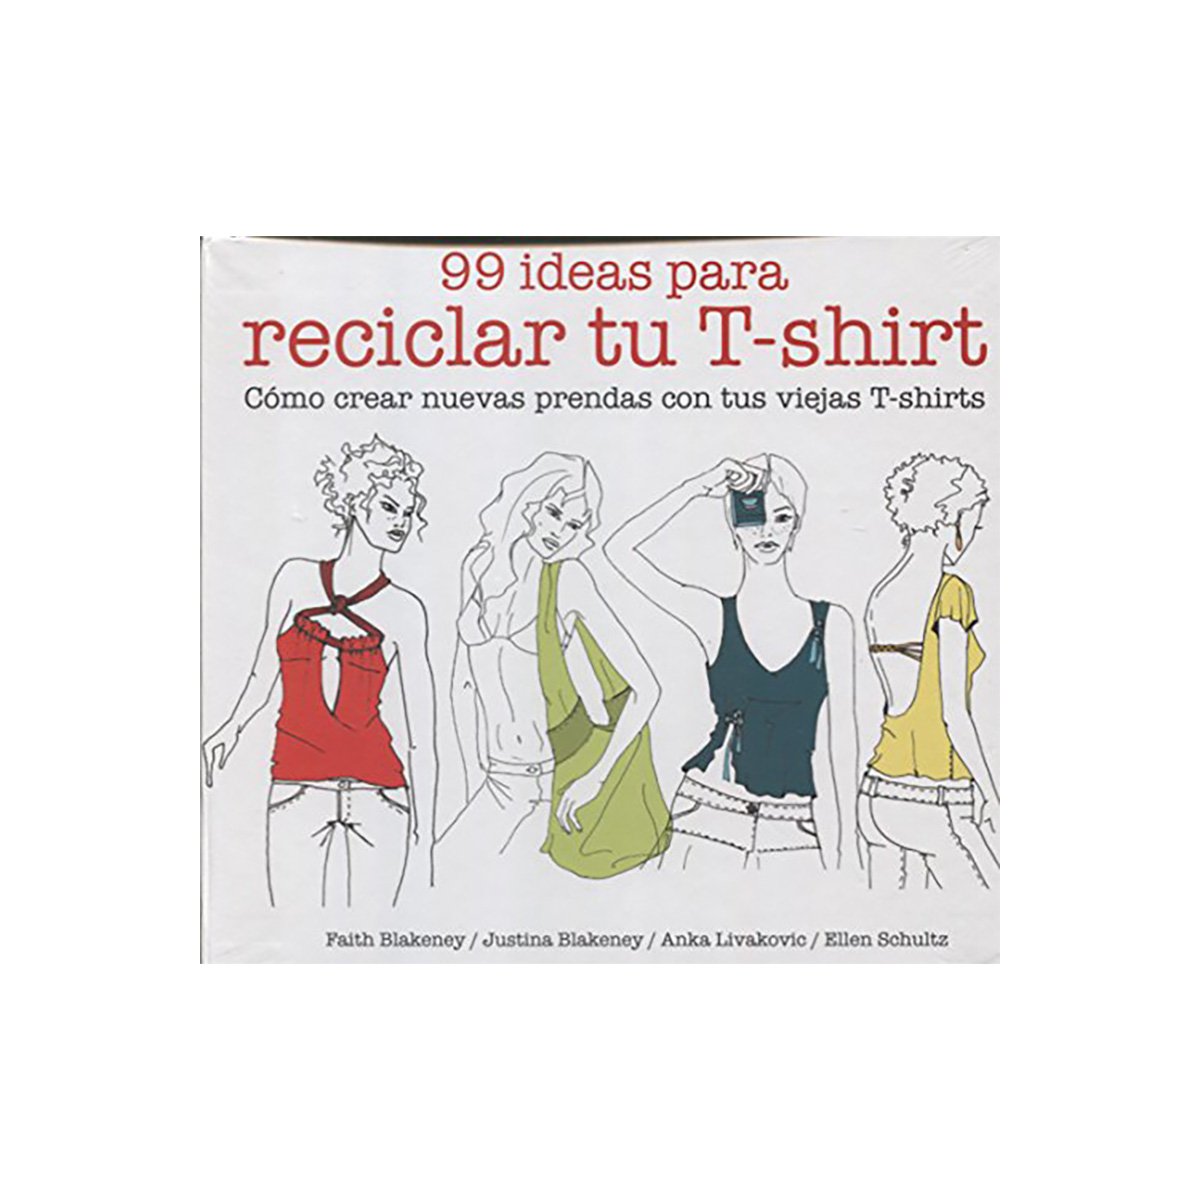 99 ideas para
reciclar tu T-shirt
Cómo crear nuevas prendas con tus viejas T-shirts
Faith Blakeney / Justina Blakeney / Anka Livakovic / Ellen Schultz